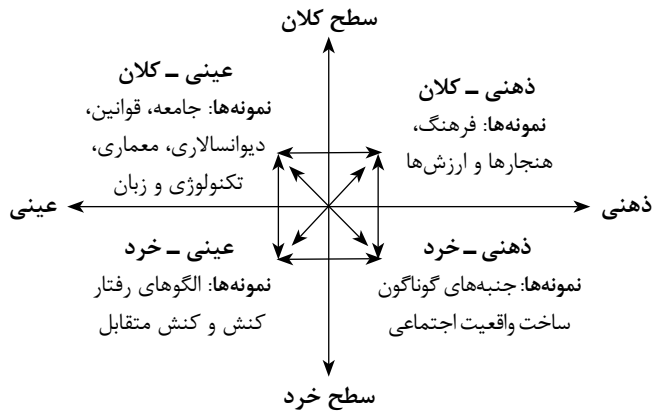 سطح کلان
ذهنی ـ کلان
نمونه‌ها: فرهنگ،
هنجارها و ارزش‌ها
عینی ـ کلان
نمونه‌ها: جامعه، قوانین،
دیوانسالاری، معماری،
تکنولوژی و زبان
ذهنی
عینی
ذهنی ـ خرد
نمونه‌ها: جنبه‌های گوناگون
ساخت واقعیت اجتماعی
عینی ـ خرد
نمونه‌ها: الگوهای رفتار
کنش و کنش متقابل
سطح خرد